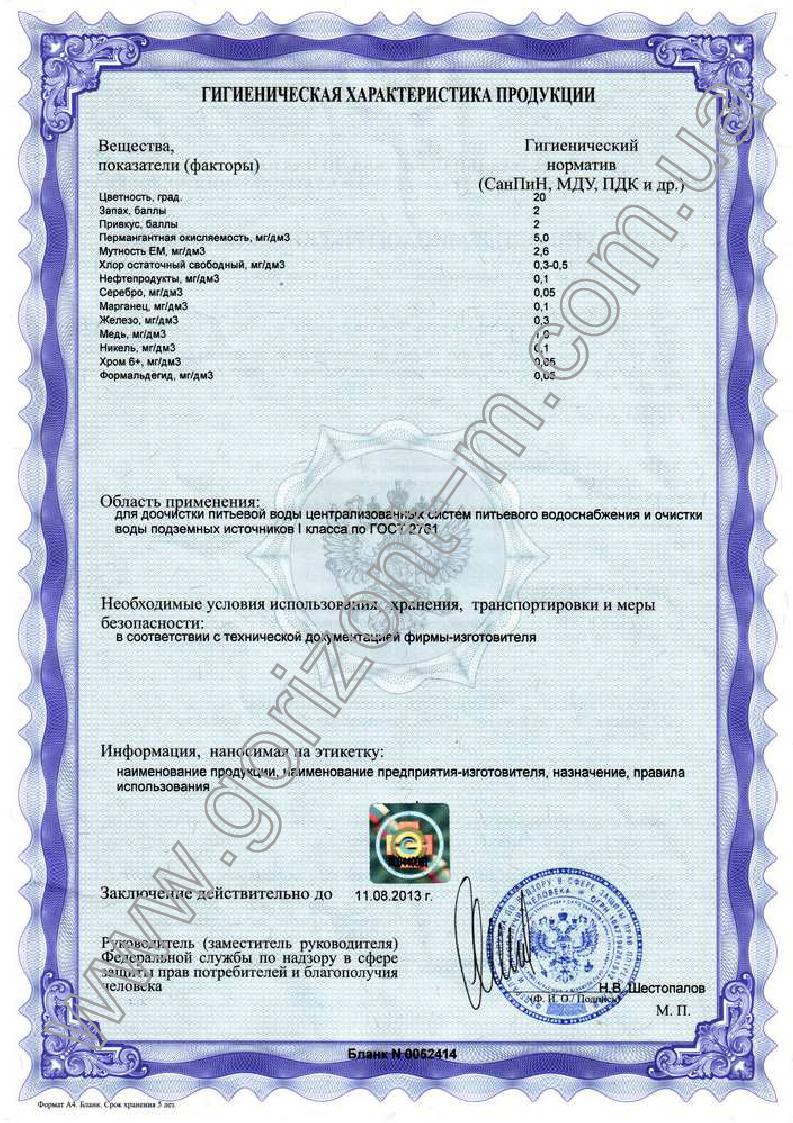 ГИГИЕНИЧЕСКАЯ ХАРАКТЕРИСТИКА ПРОДУКЦИИ
Вещества, Гигиенический
показатели (факторы) норматив
(СанПиН, МДУ, ПДК и др.)
Цветность, град. 20
Запах, баллы 2
Привкус, баллы 2
Пермангантная окисляемость, мг/дм3 5,0
Мутность ЕМ, мг/дм3 2,6
Хлор остаточный свободный, мг/дм3 0,3-0,5
Нефтепродукты, мг/дм3 0,1
Серебро, мг/дм3 0,05
Марганец, мг/дм3 0,1
Железо, мг/дм3 0,3
Медь, мг/дм3 1,0
Никель, мг/дм3 0,1
Хром 6+, мг/дм3 0,05
Формальдегид, мг/дм3 0,05
Область применения:
для доочистки питьевой воды централизованных систем питьевого водоснабжения и очистки
воды подземных источников I класса по ГОСТ 2761
Необходимые условия использования, хранения, транспортировки и меры
безопасности:
в соответствии с технической документацией фирмы-изготовителя
Информация, наносимая на этикетку:
наименование продукции, наименование предприятия-изготовителя, назначение, правила
использования
Заключение действительно до 11.08.2013 г.
Руководитель (заместитель руководителя)
Федеральной службы по надзору в сфере
защиты прав потребителей и благополучия
человека
Н.В. Шестопалов
(Ф. И. О./ Подпись)
М. П.
Бланк N 0052414
Формат А4. Бланк. Срок хранения 5 лет.
www.gorizont-m.com.ua